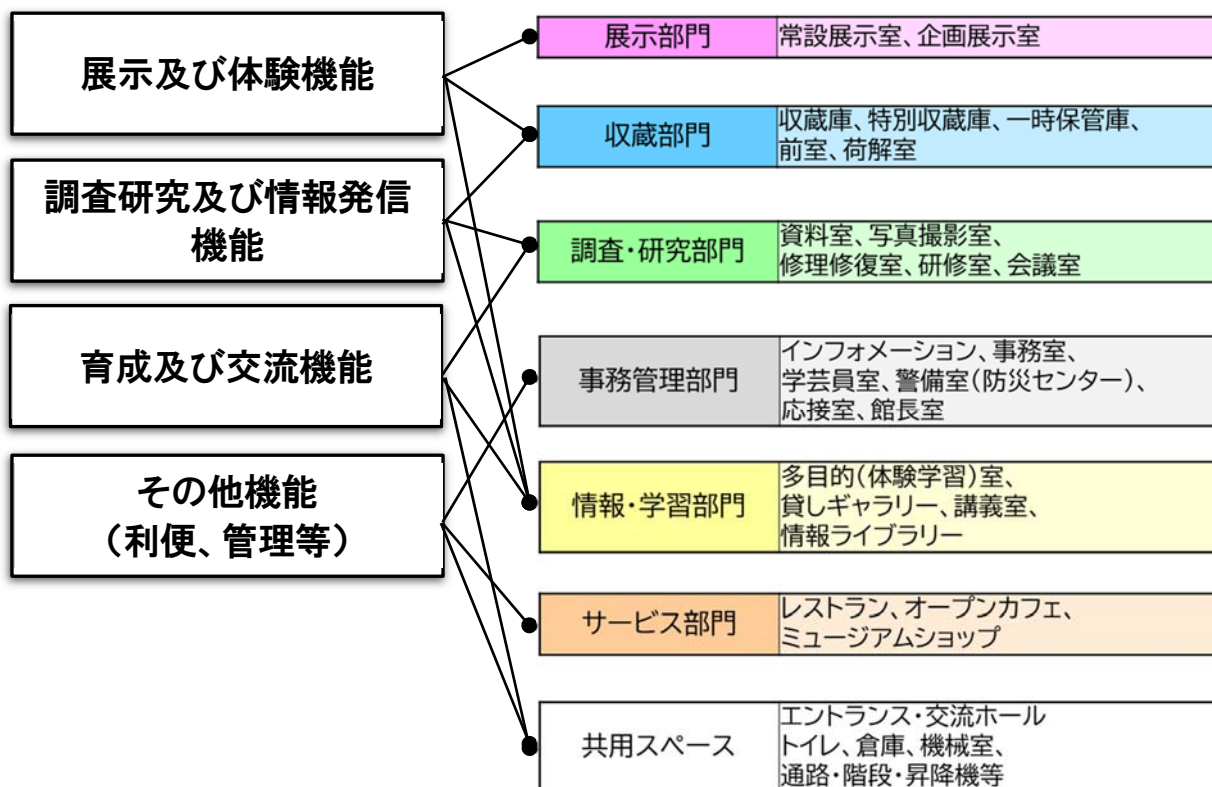 展示及び体験機能
調査研究及び情報発信
機能
育成及び交流機能
その他機能
（利便、管理等）
展示部門
常設展示室、企画展示室
収蔵部門
収蔵庫、特別収蔵庫、一時保管庫、
前室、荷解室
調査・研究部門
資料室、写真撮影室、
修理修復室、研修室、会議室
事務管理部門
インフォメーション、事務室、
学芸員室、警備室（防災センター）、
応接室、館長室
情報・学習部門
多目的（体験学習）室、
貸しギャラリー、講義室、
情報ライブラリー
サービス部門
レストラン、オープンカフェ、
ミュージアムショップ
共用スペース
エントランス・交流ホール
トイレ、倉庫、機械室、
通路・階段・昇降機等